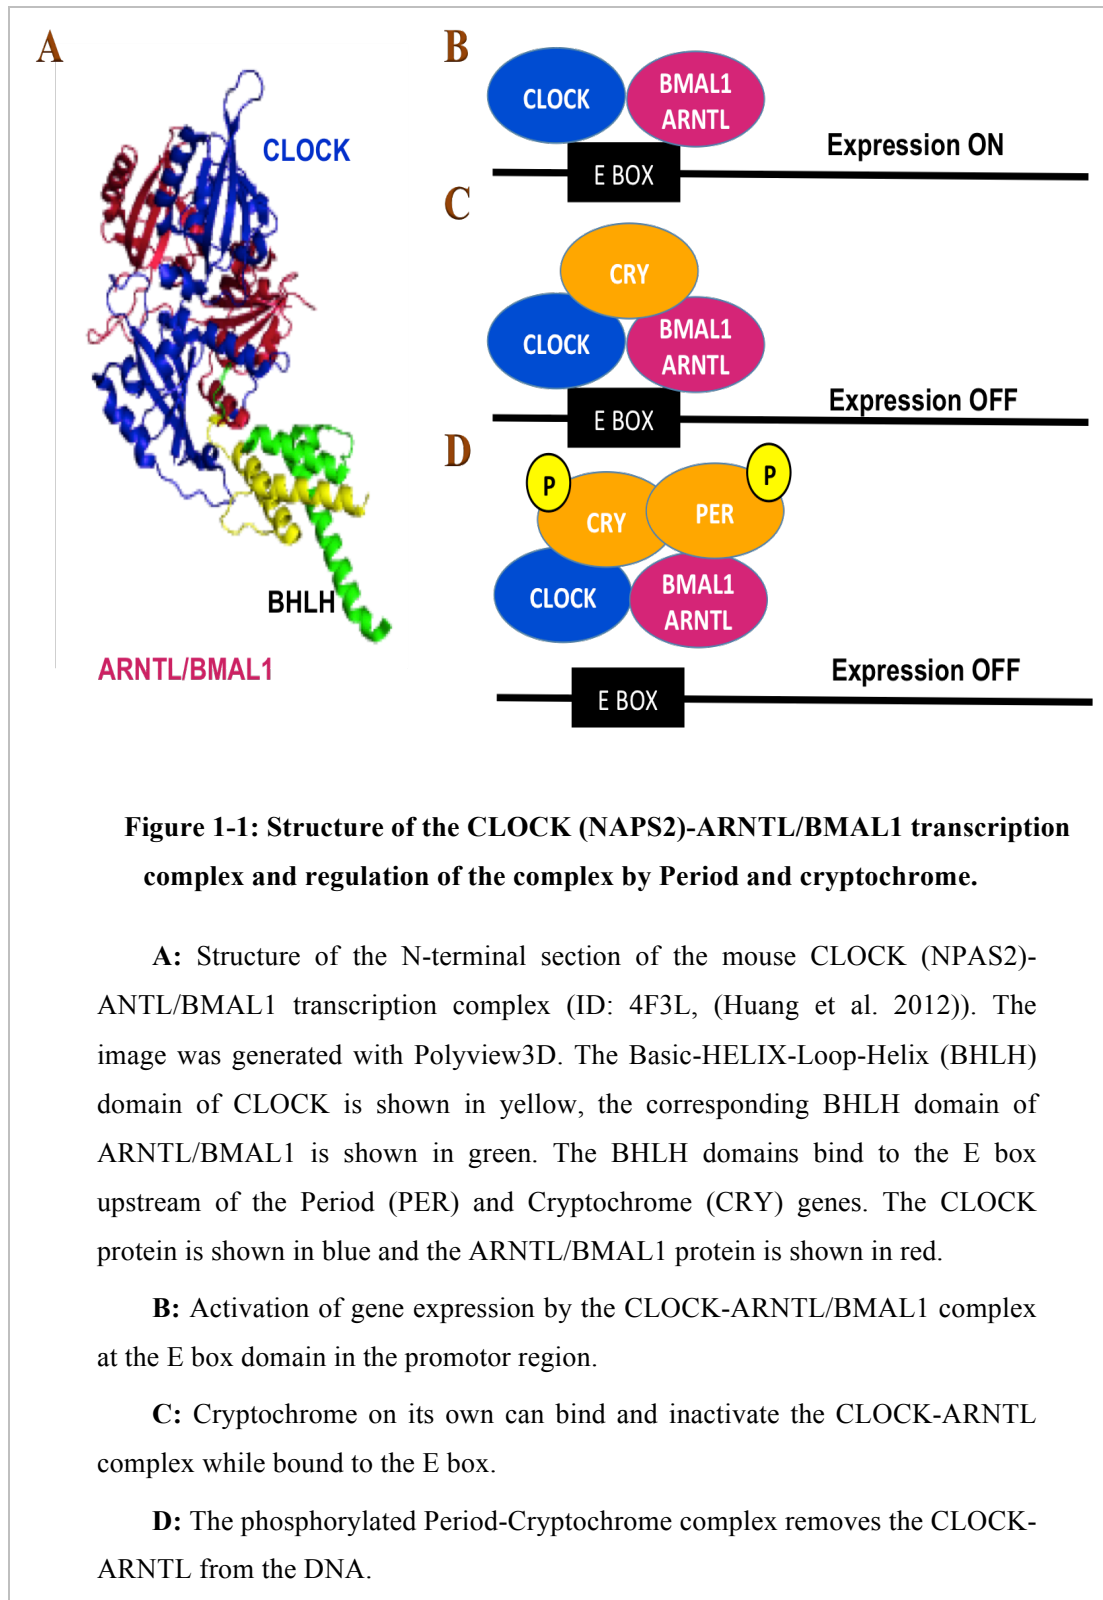 A
CLOCK
BHLH
ARNTL/BMAL1
B
CLOCK
BMAL1
ARNTL
E BOX
Expression ON
C
CRY
CLOCK
BMAL1
ARNTL
E BOX
Expression OFF
D
P
P
CRY
PER
CLOCK
BMAL1
ARNTL
E BOX
Expression OFF
Figure 1-1: Structure of the CLOCK (NAPS2)-ARNTL/BMAL1 transcription
complex and regulation of the complex by Period and cryptochrome.
A: Structure of the N-terminal section of the mouse CLOCK (NPAS2)-
ANTL/BMAL1 transcription complex (ID: 4F3L, (Huang et al. 2012)). The
image was generated with Polyview3D. The Basic-HELIX-Loop-Helix (BHLH)
domain of CLOCK is shown in yellow, the corresponding BHLH domain of
ARNTL/BMAL1 is shown in green. The BHLH domains bind to the E box
upstream of the Period (PER) and Cryptochrome (CRY) genes. The CLOCK
protein is shown in blue and the ARNTL/BMAL1 protein is shown in red.
B: Activation of gene expression by the CLOCK-ARNTL/BMAL1 complex
at the E box domain in the promotor region.
C: Cryptochrome on its own can bind and inactivate the CLOCK-ARNTL
complex while bound to the E box.
D: The phosphorylated Period-Cryptochrome complex removes the CLOCK-
ARNTL from the DNA.